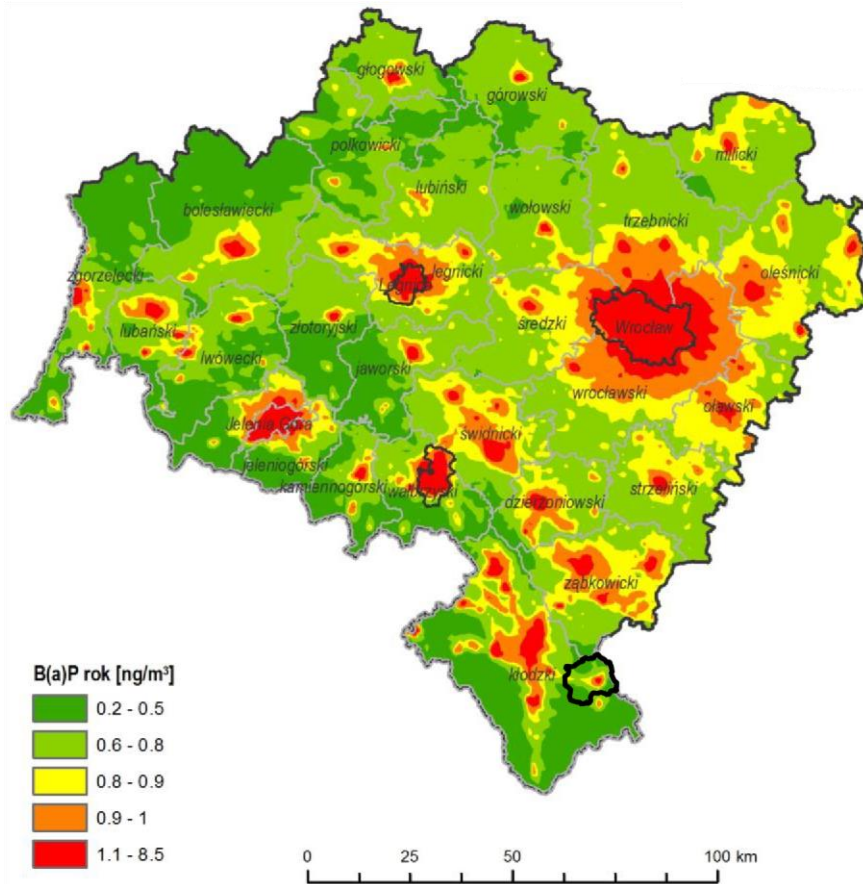 głogowski
górowski
polkowicki
milicki
lubiński
bolesławiecki
wołowski
trzebnicki
zgorzelecki
legnicki
Legnica
oleśnicki
lubański
złotoryjski
średzki
Wrocław
lwówecki
jaworski
wrocławski
oławski
Jelenia Góra
świdnicki
jeleniogórski
kamiennogórski
wałbrzyski
dzierżoniowski
strzeliński
ząbkowicki
kłodzki
B(a)P rok [ng/m³]
0.2 - 0.5
0.6 - 0.8
0.8 - 0.9
0.9 - 1
1.1 - 8.5
0 25 50 100 km